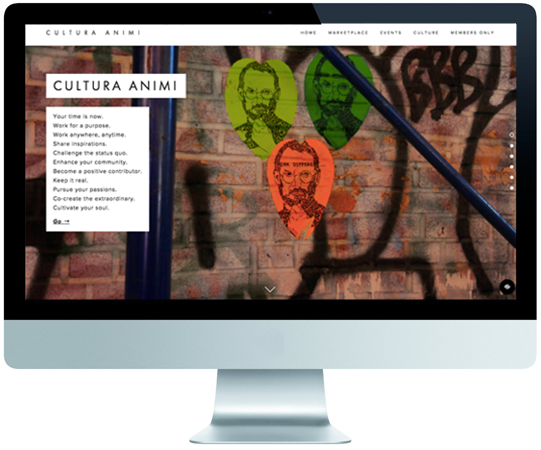 CULTURA ANIMI
HOME MARKETPLACE EVENTS CULTURE MEMBERS ONLY
CULTURA ANIMI
Your time is now.
Work for a purpose.
Work anywhere, anytime.
Share inspirations.
Challenge the status quo.
Enhance your community.
Become a positive contributor.
Keep it real.
Pursue your passions.
Co-create the extraordinary.
Cultivate your soul.
Go →